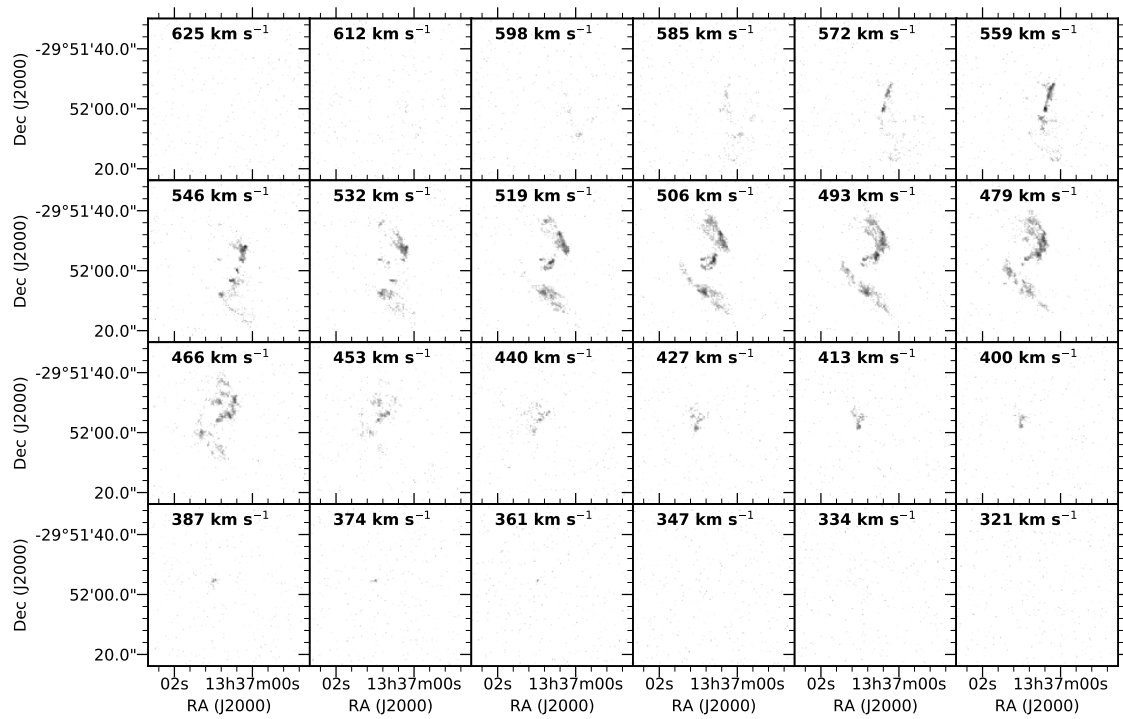 625 km s⁻¹ 612 km s⁻¹ 598 km s⁻¹ 585 km s⁻¹ 572 km s⁻¹ 559 km s⁻¹
-29°51'40.0"
52'00.0"
20.0"
Dec (J2000)
546 km s⁻¹ 532 km s⁻¹ 519 km s⁻¹ 506 km s⁻¹ 493 km s⁻¹ 479 km s⁻¹
-29°51'40.0"
52'00.0"
20.0"
Dec (J2000)
466 km s⁻¹ 453 km s⁻¹ 440 km s⁻¹ 427 km s⁻¹ 413 km s⁻¹ 400 km s⁻¹
-29°51'40.0"
52'00.0"
20.0"
Dec (J2000)
387 km s⁻¹ 374 km s⁻¹ 361 km s⁻¹ 347 km s⁻¹ 334 km s⁻¹ 321 km s⁻¹
-29°51'40.0"
52'00.0"
20.0"
Dec (J2000)
02s 13h37m00s 02s 13h37m00s 02s 13h37m00s 02s 13h37m00s 02s 13h37m00s 02s 13h37m00s
RA (J2000) RA (J2000) RA (J2000) RA (J2000) RA (J2000) RA (J2000)